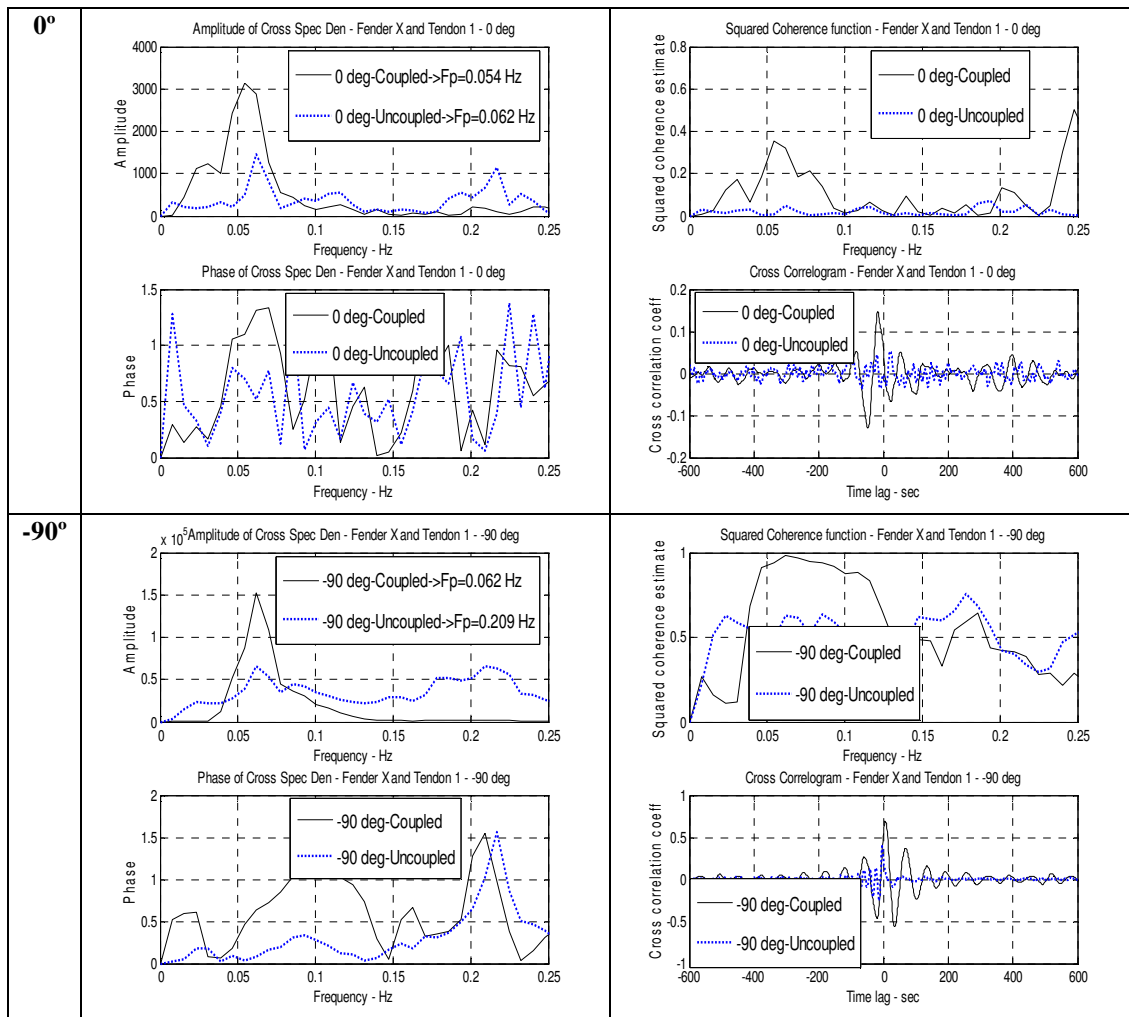 0º
Amplitude of Cross Spec Den - Fender X and Tendon 1 - 0 deg
4000
3000
2000
1000
0
Amplitude
0 deg-Coupled->Fp=0.054 Hz
0 deg-Uncoupled->Fp=0.062 Hz
0 0.05 0.1 0.15 0.2 0.25
Frequency - Hz
Phase of Cross Spec Den - Fender X and Tendon 1 - 0 deg
1.5
1
0.5
0
Phase
0 deg-Coupled
0 deg-Uncoupled
0 0.05 0.1 0.15 0.2 0.25
Frequency - Hz
Squared Coherence function - Fender X and Tendon 1 - 0 deg
0.8
0.6
0.4
0.2
0
Squared coherence estimate
0 deg-Coupled
0 deg-Uncoupled
0 0.05 0.1 0.15 0.2 0.25
Frequency - Hz
Cross Correlogram - Fender X and Tendon 1 - 0 deg
0.2
0.1
0
-0.1
-0.2
Cross correlation coeff
0 deg-Coupled
0 deg-Uncoupled
-600 -400 -200 0 200 400 600
Time lag - sec
-90º
x 10^5 Amplitude of Cross Spec Den - Fender X and Tendon 1 - -90 deg
2
1.5
1
0.5
0
Amplitude
-90 deg-Coupled->Fp=0.062 Hz
-90 deg-Uncoupled->Fp=0.209 Hz
0 0.05 0.1 0.15 0.2 0.25
Frequency - Hz
Phase of Cross Spec Den - Fender X and Tendon 1 - -90 deg
2
1.5
1
0.5
0
Phase
-90 deg-Coupled
-90 deg-Uncoupled
0 0.05 0.1 0.15 0.2 0.25
Frequency - Hz
Squared Coherence function - Fender X and Tendon 1 - -90 deg
1
0.5
0
Squared coherence estimate
-90 deg-Coupled
-90 deg-Uncoupled
0 0.05 0.1 0.15 0.2 0.25
Frequency - Hz
Cross Correlogram - Fender X and Tendon 1 - -90 deg
1
0.5
0
-0.5
-1
Cross correlation coeff
-90 deg-Coupled
-90 deg-Uncoupled
-600 -400 -200 0 200 400 600
Time lag - sec